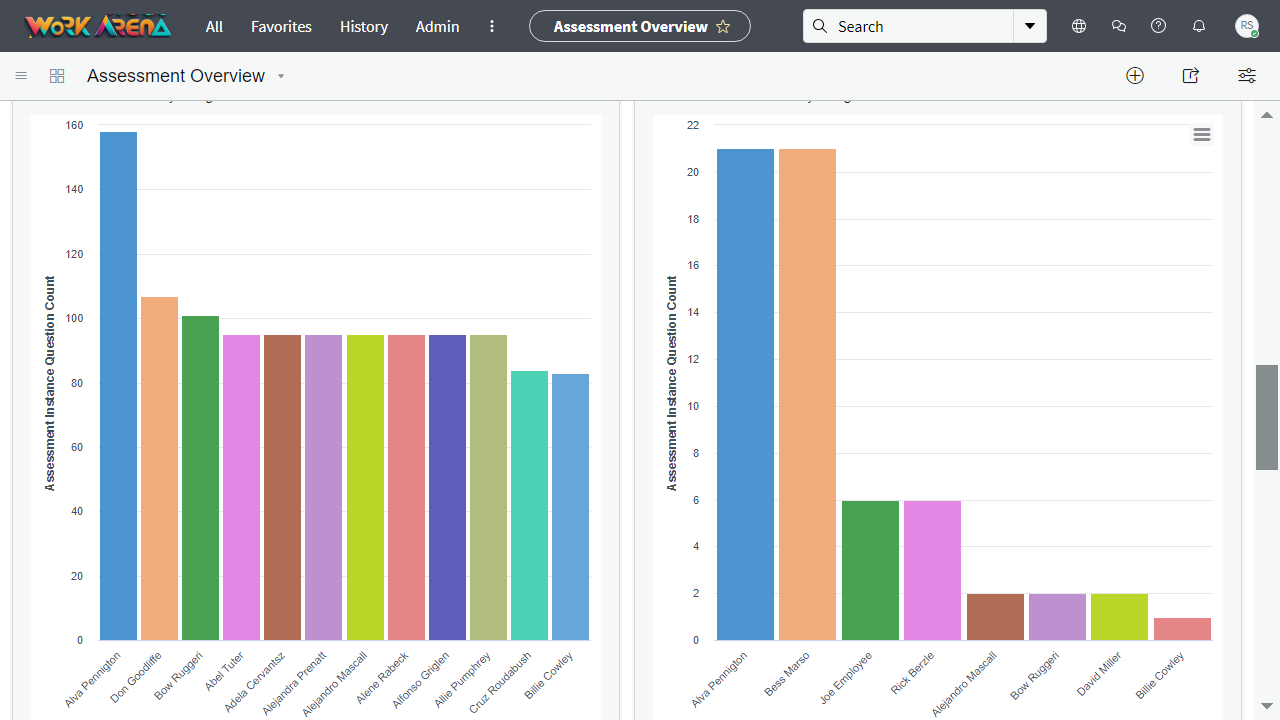 WORK ARENA
All
Favorites
History
Admin
Assessment Overview
Search
RS
Assessment Overview
160
140
120
100
80
60
40
20
0
Assessment Instance Question Count
Alva Pennigton
Don Goodliffe
Bow Ruggeri
Abel Tuter
Adela Cervantsz
Alejandra Prenatt
Alejandro Mascall
Alene Rabeck
Alfonso Griglen
Allie Pumphrey
Cruz Roudabush
Billie Cowley
22
20
18
16
14
12
10
8
6
4
2
0
Assessment Instance Question Count
Alva Pennigton
Bess Marso
Joe Employee
Rick Berzle
Alejandro Mascall
Bow Ruggeri
David Miller
Billie Cowley